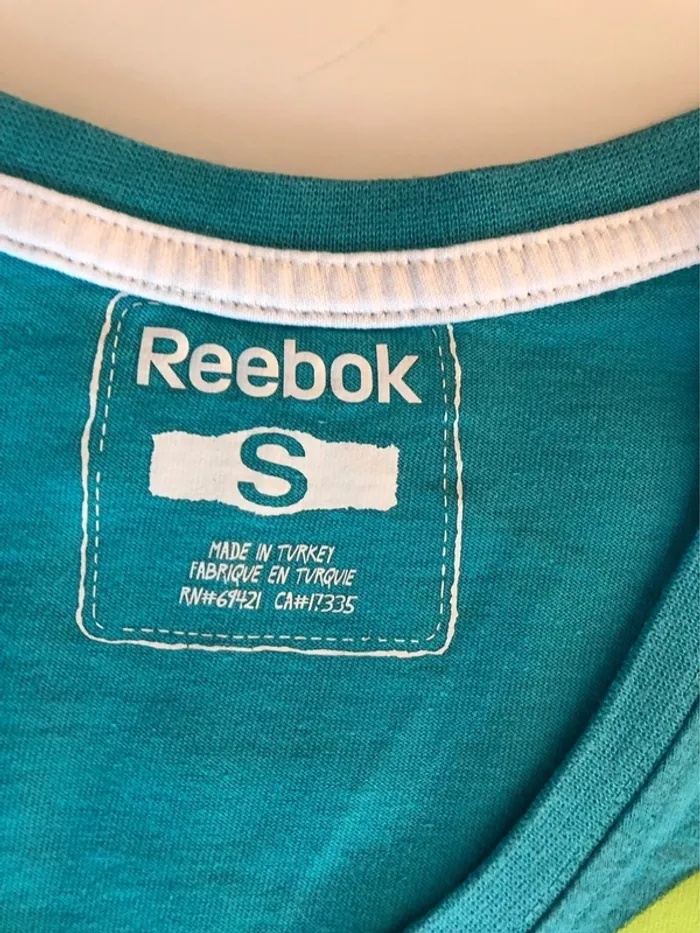 Reebok
S
MADE IN TURKEY
FABRIQUE EN TURQUIE
RN#69421 CA#17335